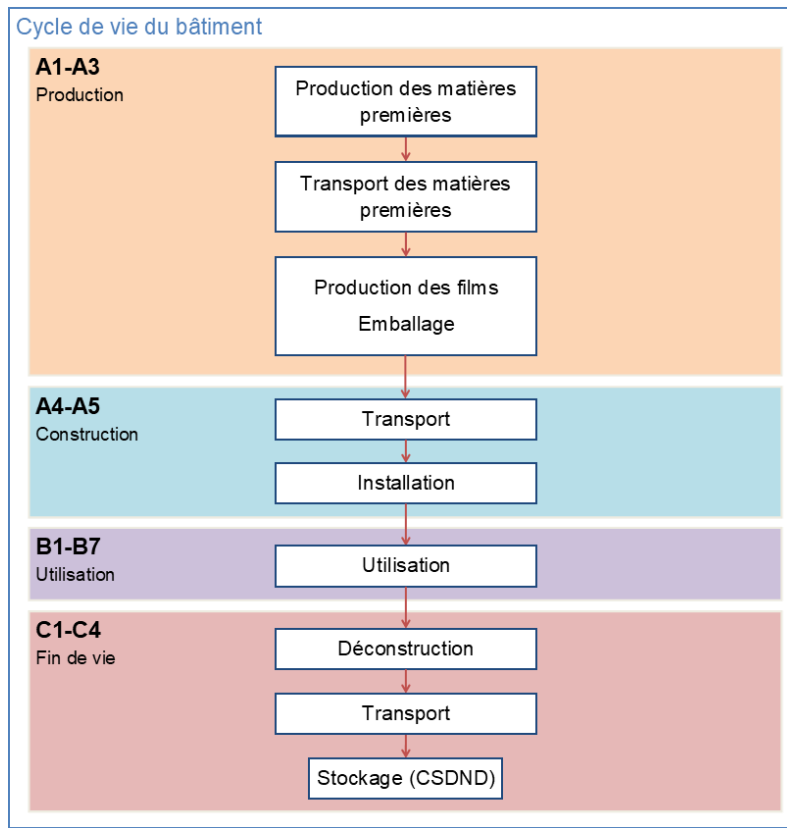 Cycle de vie du bâtiment
A1-A3
Production
Production des matières
premières
Transport des matières
premières
Production des films
Emballage
A4-A5
Construction
Transport
Installation
B1-B7
Utilisation
Utilisation
C1-C4
Fin de vie
Déconstruction
Transport
Stockage (CSDND)